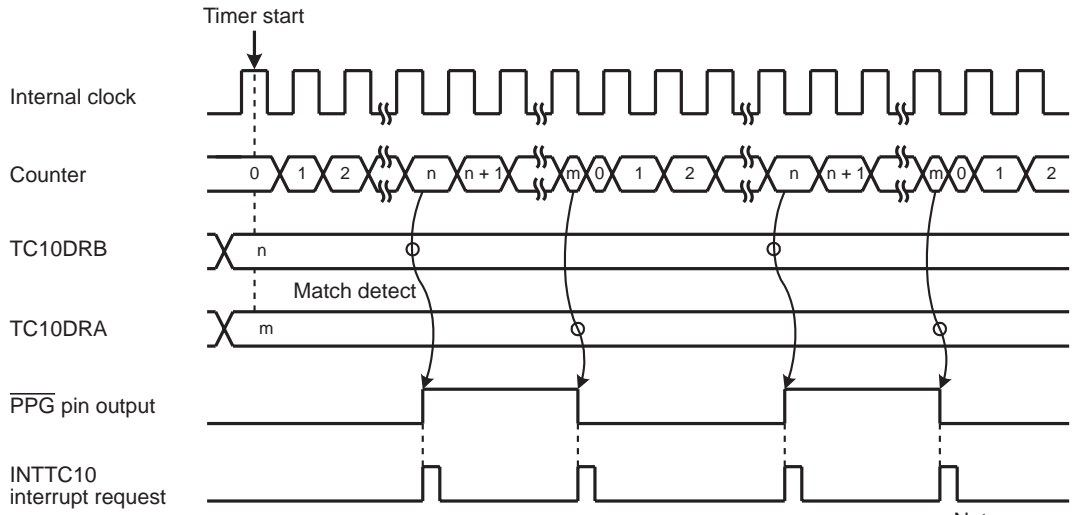 Timer start
Internal clock
Counter
0 1 2 n n + 1 m 0 1 2 n n + 1 m 0 1 2
TC10DRB
n
Match detect
TC10DRA
m
PPG pin output
INTTC10
interrupt request